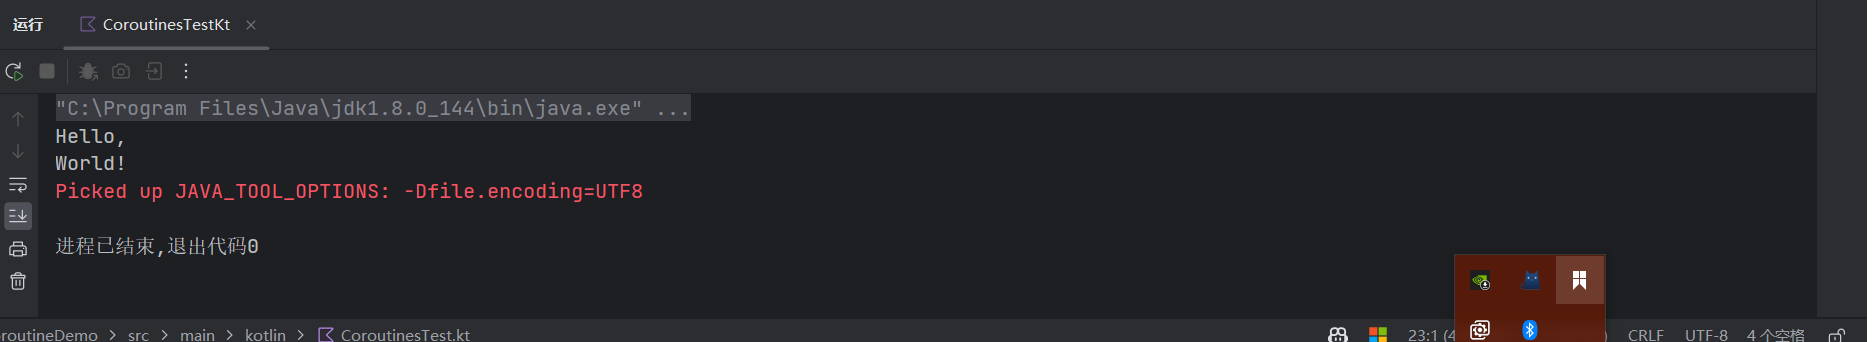 运行 CoroutinesTestKt
"C:\Program Files\Java\jdk1.8.0_144\bin\java.exe" ...
Hello,
World!
Picked up JAVA_TOOL_OPTIONS: -Dfile.encoding=UTF8
进程已结束,退出代码0
routineDemo > src > main > kotlin > CoroutinesTest.kt 23:1 (4 ) CRLF UTF-8 4 个空格